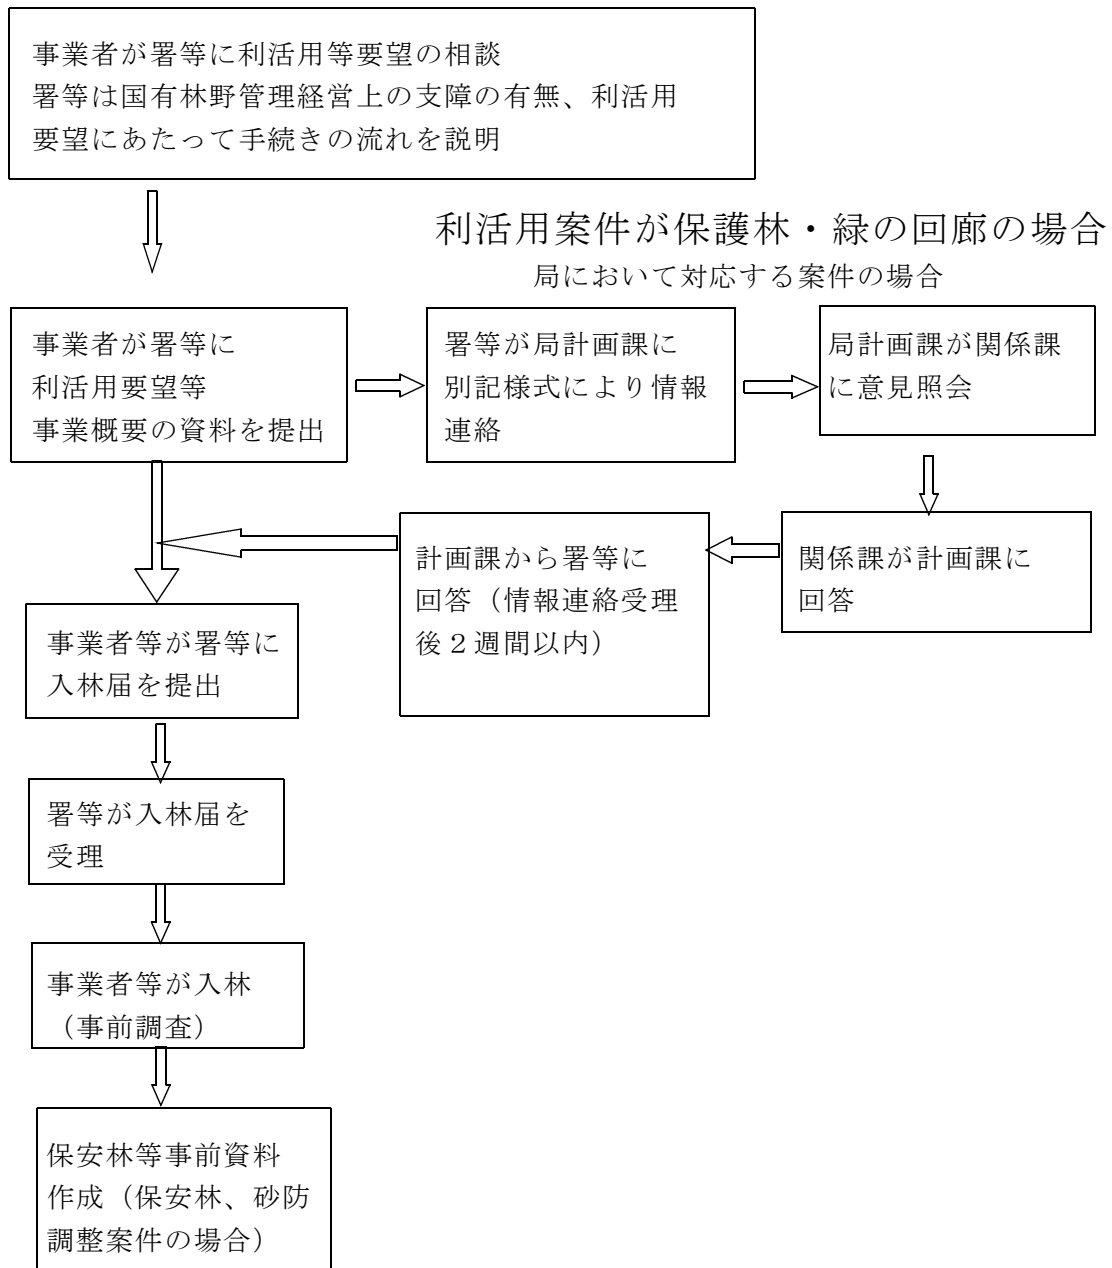 事業者が署等に利活用等要望の相談
署等は国有林野管理経営上の支障の有無、利活用
要望にあたって手続きの流れを説明
利活用案件が保護林・緑の回廊の場合
局において対応する案件の場合
事業者が署等に
利活用要望等
事業概要の資料を提出
署等が局計画課に
別記様式により情報
連絡
局計画課が関係課
に意見照会
関係課が計画課に
回答
計画課から署等に
回答（情報連絡受理
後２週間以内）
事業者等が署等に
入林届を提出
署等が入林届を
受理
事業者等が入林
（事前調査）
保安林等事前資料
作成（保安林、砂防
調整案件の場合）